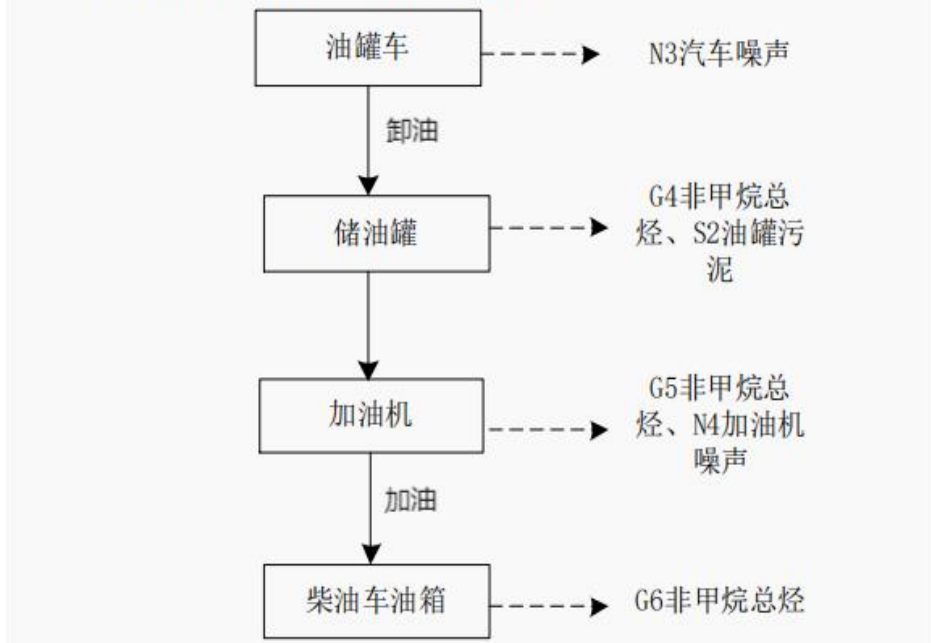 油罐车
N3汽车噪声
卸油
储油罐
G4非甲烷总
烃、S2油罐污
泥
加油机
G5非甲烷总
烃、N4加油机
噪声
加油
柴油车油箱
G6非甲烷总烃